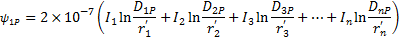 ψ₁P = 2 × 10⁻⁷ (I₁ ln D₁P/r′₁ + I₂ ln D₂P/r′₂ + I₃ ln D₃P/r′₃ + ⋯ + Iₙ ln DₙP/r′ₙ)